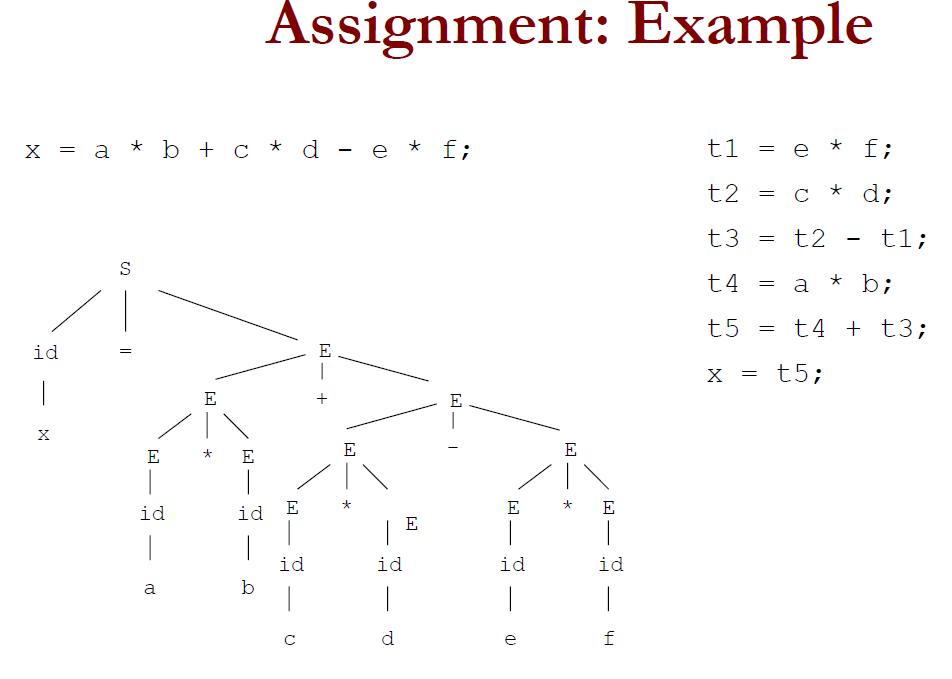 Assignment: Example
x = a * b + c * d - e * f;
t1 = e * f;
t2 = c * d;
t3 = t2 - t1;
t4 = a * b;
t5 = t4 + t3;
x = t5;
S
id = E
E + E
x
E * E
E - E
id id
E * E
E * E
a b
id id id id
c d e f